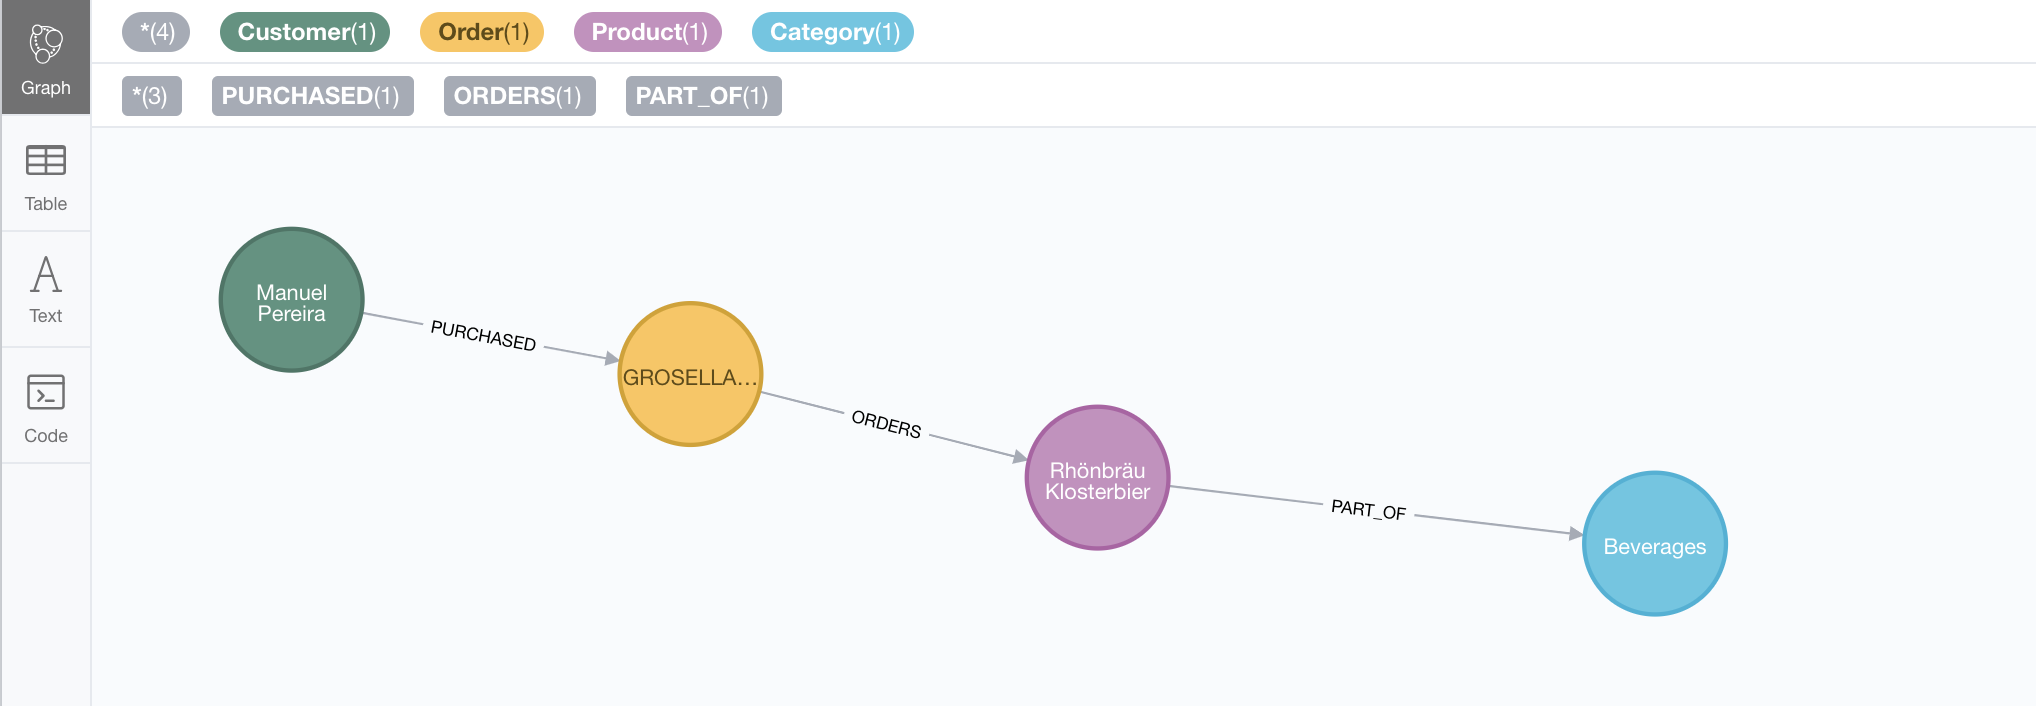 *(4) Customer(1) Order(1) Product(1) Category(1)
*(3) PURCHASED(1) ORDERS(1) PART_OF(1)
Graph
Table
Text
Code
Manuel
Pereira
PURCHASED
GROSELLA...
ORDERS
Rhönbräu
Klosterbier
PART_OF
Beverages